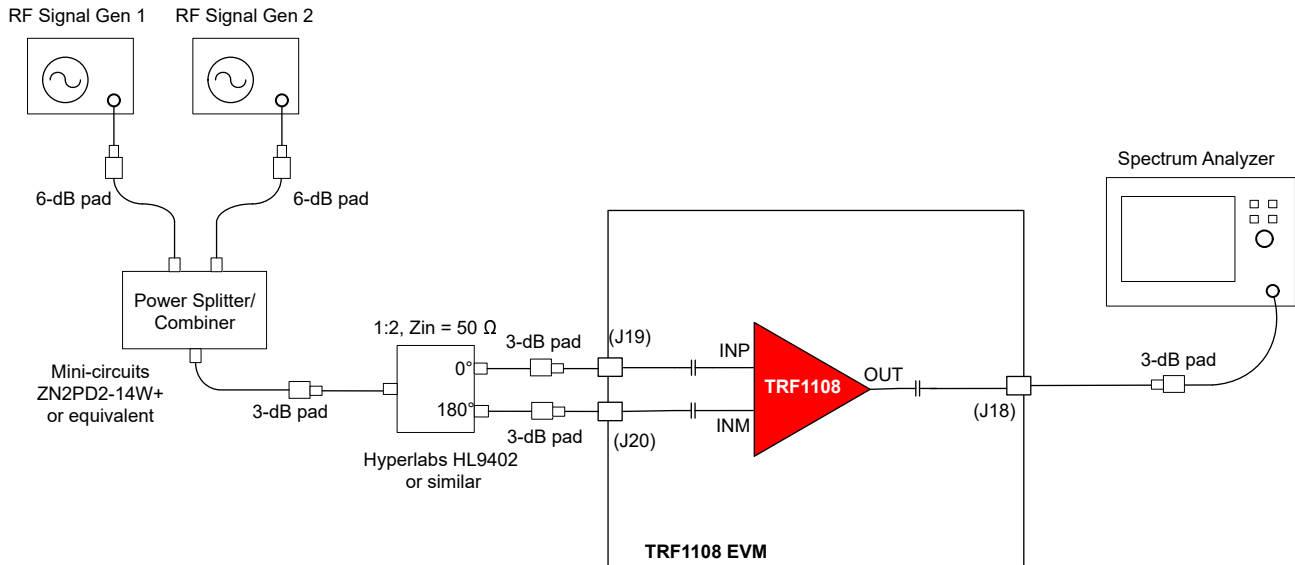 RF Signal Gen 1
RF Signal Gen 2
6-dB pad
6-dB pad
Power Splitter/
Combiner
Mini-circuits
ZN2PD2-14W+
or equivalent
3-dB pad
1:2, Zin = 50 Ω
0°
180°
Hyperlabs HL9402
or similar
3-dB pad
3-dB pad
(J19)
(J20)
INP
INM
TRF1108
OUT
(J18)
TRF1108 EVM
3-dB pad
Spectrum Analyzer